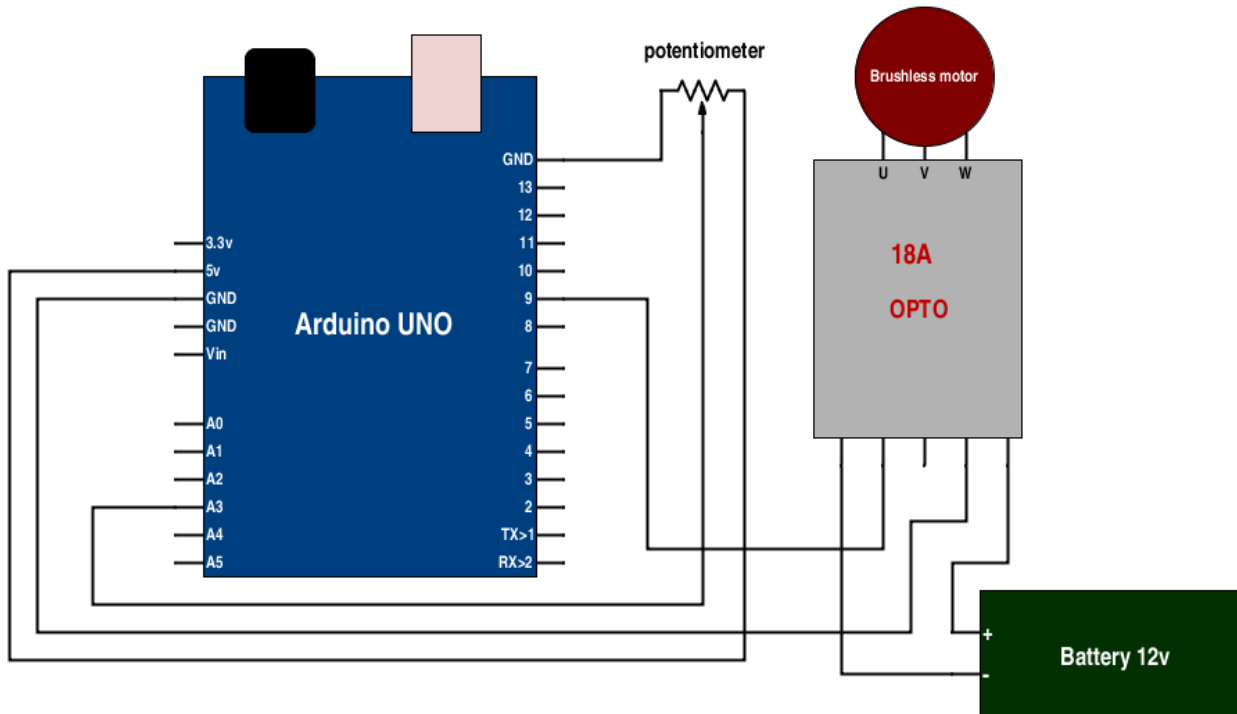 potentiometer
Brushless motor
U V W
18A
OPTO
Arduino UNO
3.3v
5v
GND
GND
Vin
A0
A1
A2
A3
A4
A5
GND
13
12
11
10
9
8
7
6
5
4
3
2
TX>1
RX>2
+
Battery 12v
-